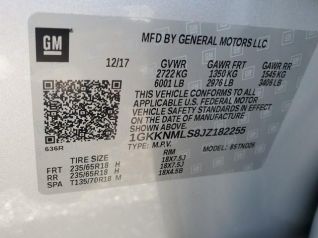 GM
MFD BY GENERAL MOTORS LLC
12/17 GVWR GAWR FRT GAWR RR
2722 KG 1350 KG 1545 KG
6001 LB 2976 LB 3406 LB
THIS VEHICLE CONFORMS TO ALL
APPLICABLE U.S. FEDERAL MOTOR
VEHICLE SAFETY STANDARDS IN EFFECT
ON THE DATE OF MANUFACTURE SHOWN ABOVE.
1GKKNMLS8JZ182255
636R TYPE: M.P.V. MODEL:
TIRE SIZE RIM
FRT 235/65R18 H 18X7.5J
RR 235/65R18 H 18X7.5J
SPA T135/70R18 M 18X4.5B